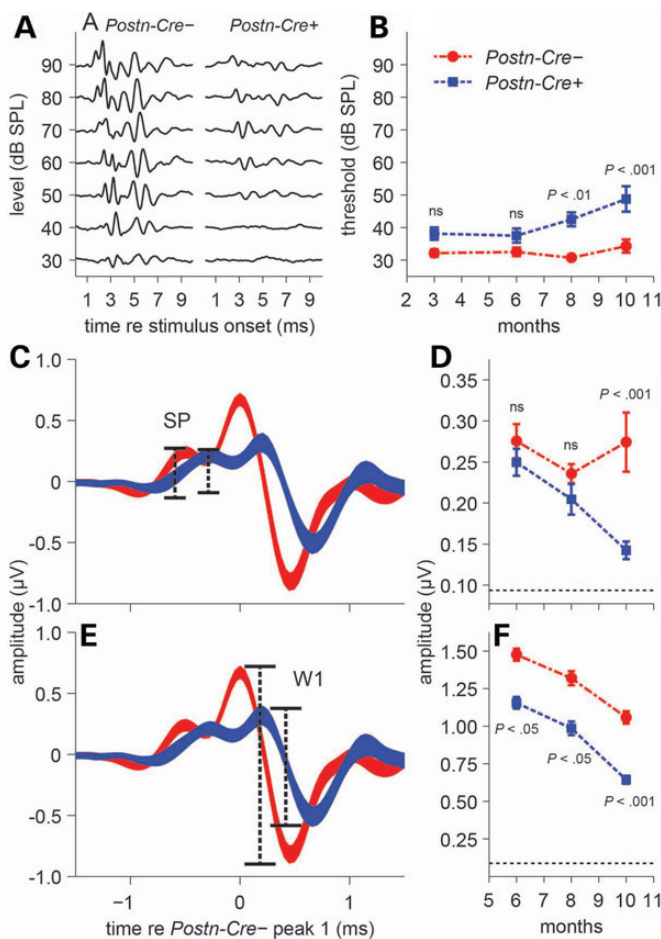 A
A Postn-Cre− Postn-Cre+
level (dB SPL)
90
80
70
60
50
40
30
1 3 5 7 9 1 3 5 7 9
time re stimulus onset (ms)
B
Postn-Cre−
Postn-Cre+
threshold (dB SPL)
90
80
70
60
50
40
30
ns
ns
P < .01
P < .001
2 3 4 5 6 7 8 9 10 11
months
C
1.0
0.5
0
-0.5
-1.0
SP
amplitude (µV)
D
0.35
0.30
0.25
0.20
0.15
0.10
ns
ns
P < .001
amplitude (µV)
E
1.0
0.5
0
-0.5
-1.0
W1
−1 0 1
time re Postn-Cre− peak 1 (ms)
F
1.50
1.25
1.00
0.75
0.50
0.25
P < .05
P < .05
P < .001
5 6 7 8 9 10 11
months